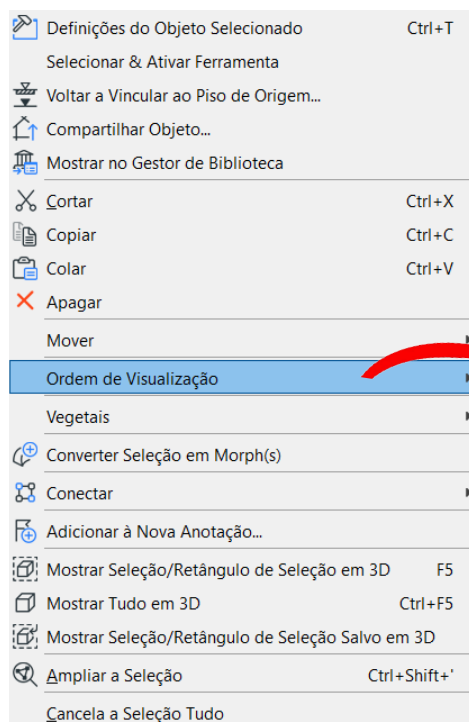 Definições do Objeto Selecionado Ctrl+T
Selecionar & Ativar Ferramenta
Voltar a Vincular ao Piso de Origem...
Compartilhar Objeto...
Mostrar no Gestor de Biblioteca
Cortar Ctrl+X
Copiar Ctrl+C
Colar Ctrl+V
Apagar
Mover
Ordem de Visualização
Vegetais
Converter Seleção em Morph(s)
Conectar
Adicionar à Nova Anotação...
Mostrar Seleção/Retângulo de Seleção em 3D F5
Mostrar Tudo em 3D Ctrl+F5
Mostrar Seleção/Retângulo de Seleção Salvo em 3D
Ampliar a Seleção Ctrl+Shift+'
Cancela a Seleção Tudo